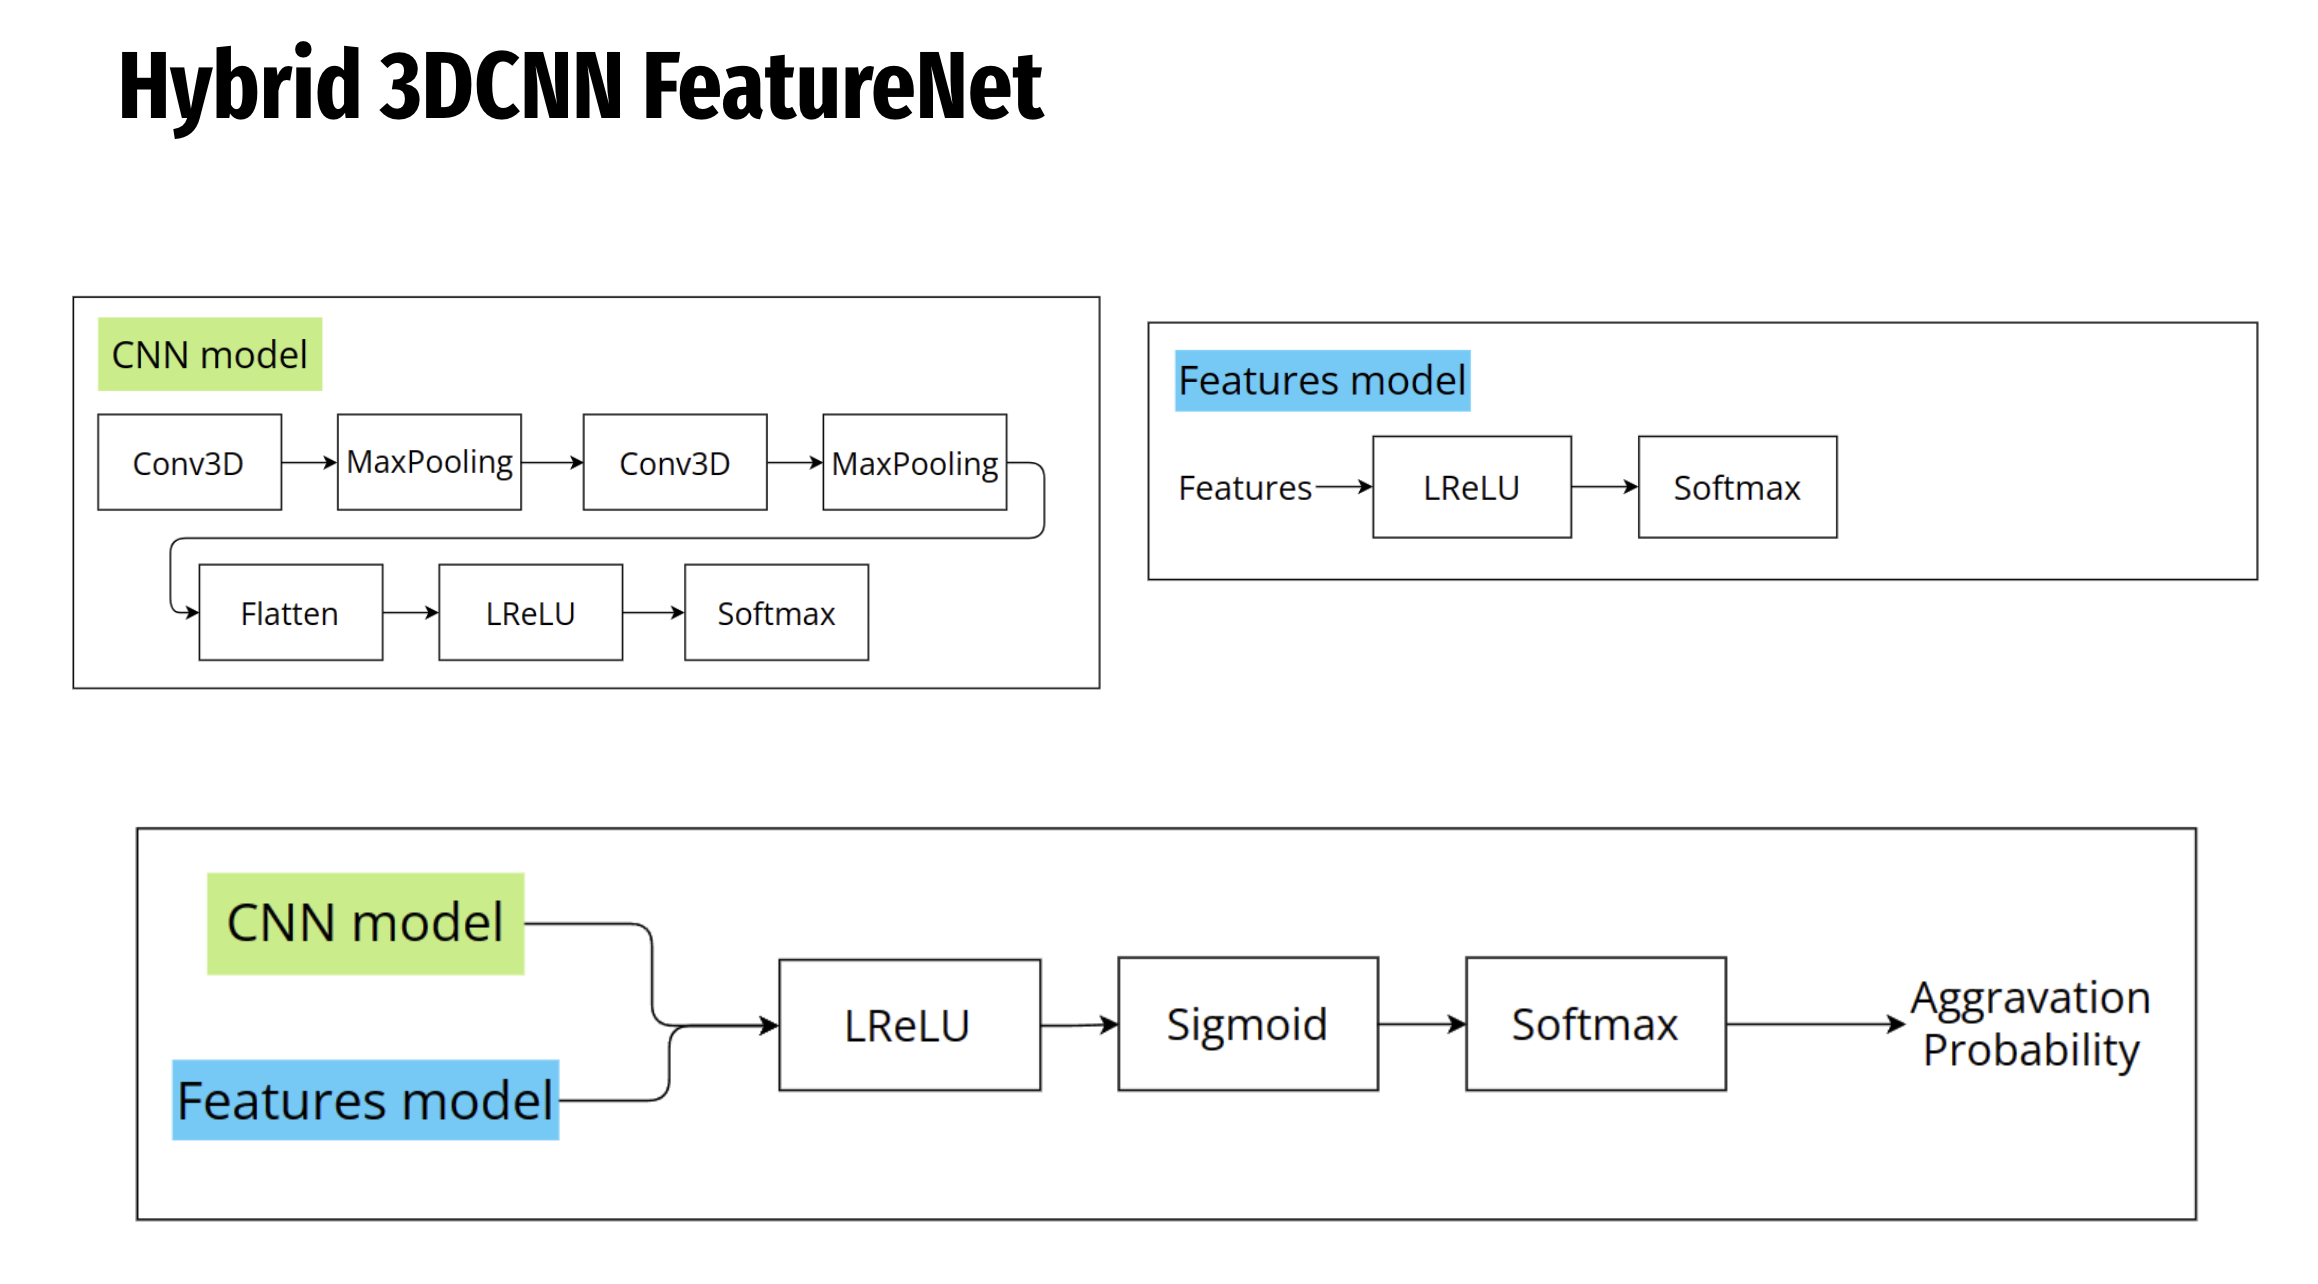 Hybrid 3DCNN FeatureNet
CNN model
Conv3D
MaxPooling
Conv3D
MaxPooling
Flatten
LReLU
Softmax
Features model
Features
LReLU
Softmax
CNN model
Features model
LReLU
Sigmoid
Softmax
Aggravation
Probability